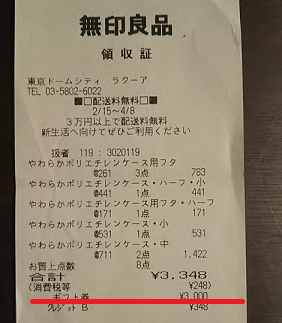 無印良品
領収証
東京ドームシティ ラクーア
TEL 03-5802-6022
■□配送料無料□■
2/15~4/8
3万円以上で配送料無料
新生活へ向けてぜひご利用ください
扱者 119 : 3020119
やわらかポリエチレンケース用フタ
@261 3点 783
やわらかポリエチレンケース・ハーフ・小
@441 1点 441
やわらかポリエチレンケース用フタ・ハーフ
@171 1点 171
やわらかポリエチレンケース・小
@531 1点 531
やわらかポリエチレンケース・中
@711 2点 1,422
お買上点数 8点
合計 ¥3,348
(消費税等 ¥248)
ギフト券 ¥3,000
クレジット B ¥348